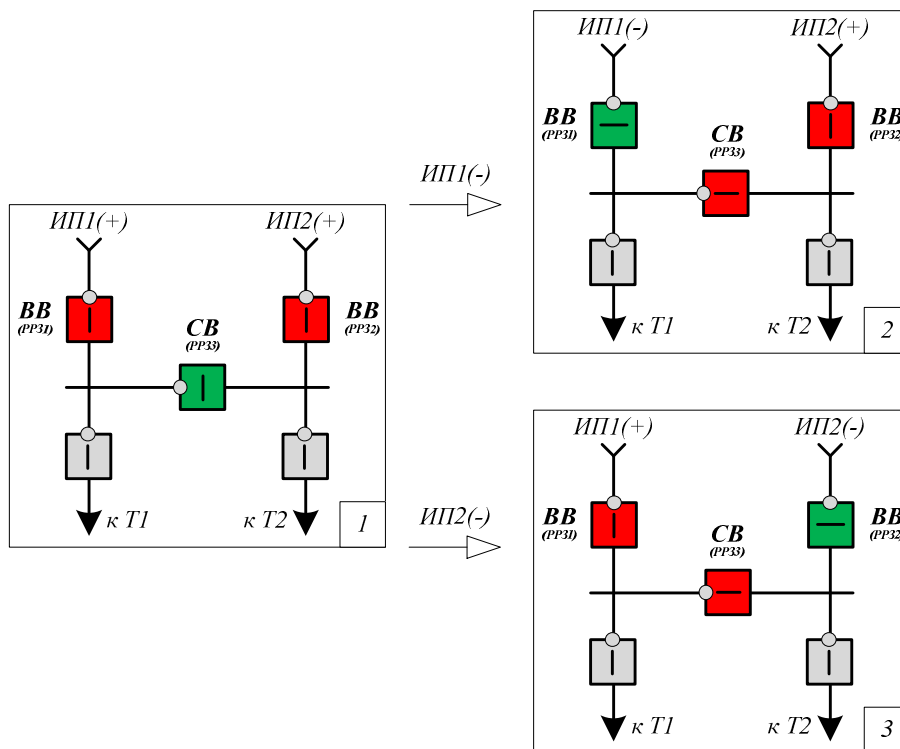 ИП1(+)
ИП2(+)
ВВ
(РРЗ1)
СВ
(РРЗ3)
ВВ
(РРЗ2)
к Т1
к Т2
1
ИП1(-)
ИП2(-)
ИП1(-)
ИП2(+)
ВВ
(РРЗ1)
СВ
(РРЗ3)
ВВ
(РРЗ2)
к Т1
к Т2
2
ИП1(+)
ИП2(-)
ВВ
(РРЗ1)
СВ
(РРЗ3)
ВВ
(РРЗ2)
к Т1
к Т2
3